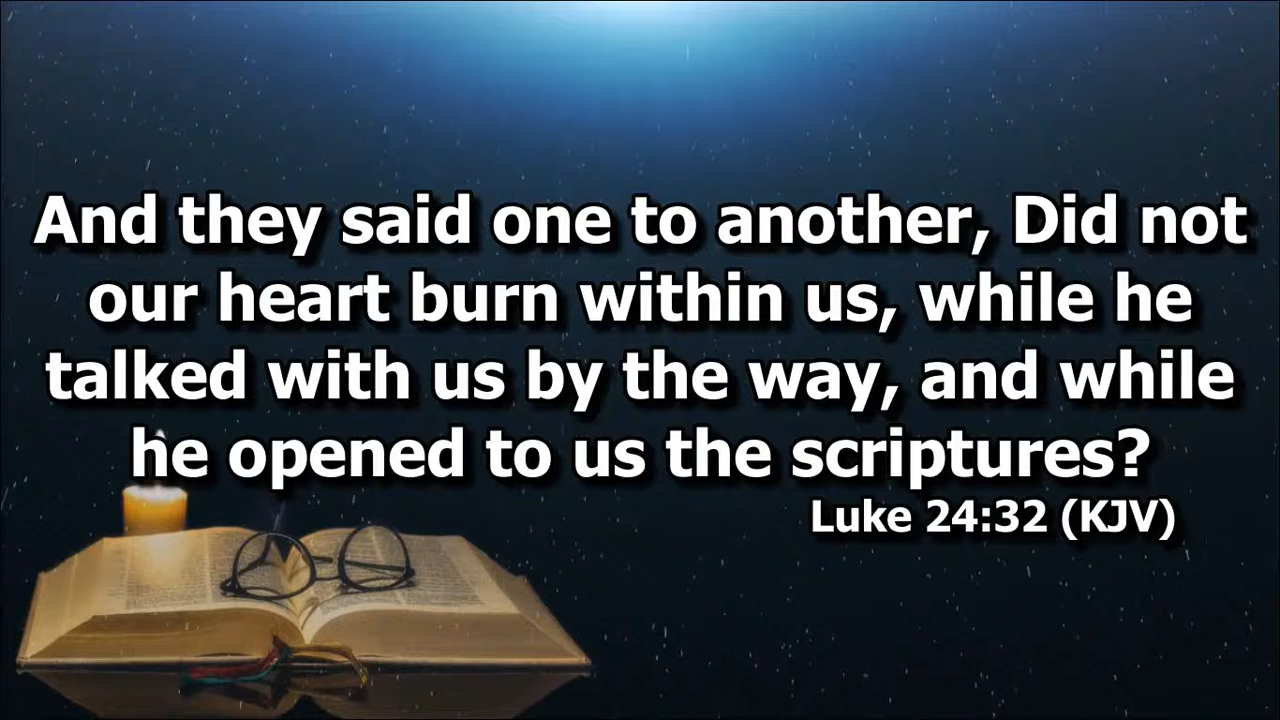 And they said one to another, Did not
our heart burn within us, while he
talked with us by the way, and while
he opened to us the scriptures?
Luke 24:32 (KJV)